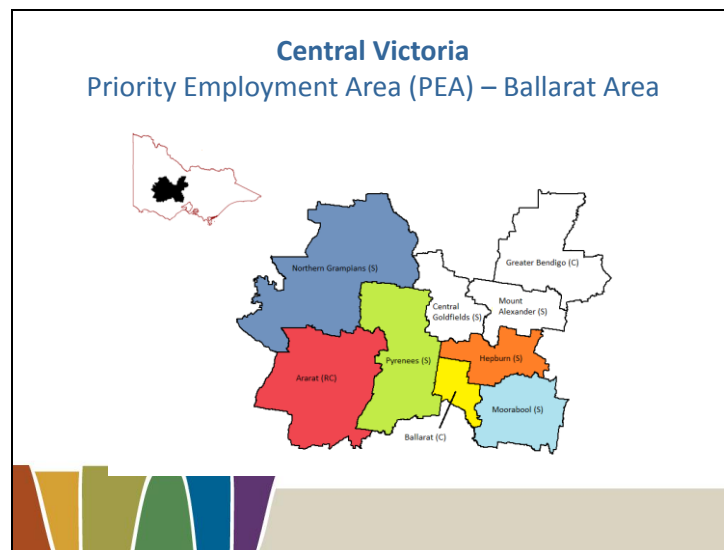 Central Victoria
Priority Employment Area (PEA) – Ballarat Area
Greater Bendigo (C)
Northern Grampians (S)
Central
Goldfields (S)
Mount
Alexander (S)
Hepburn (S)
Pyrenees (S)
Ararat (RC)
Moorabool (S)
Ballarat (C)